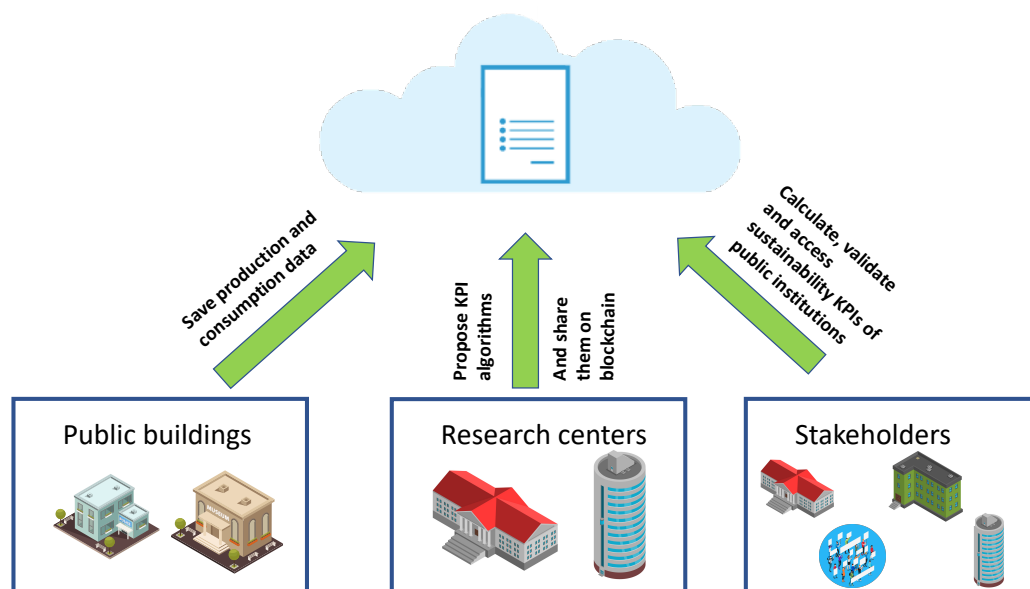 Save production and
consumption data
Propose KPI
algorithms
And share
them on
blockchain
Calculate, validate
and access
sustainability KPIs of
public institutions
Public buildings
MUSEUM
Research centers
Stakeholders